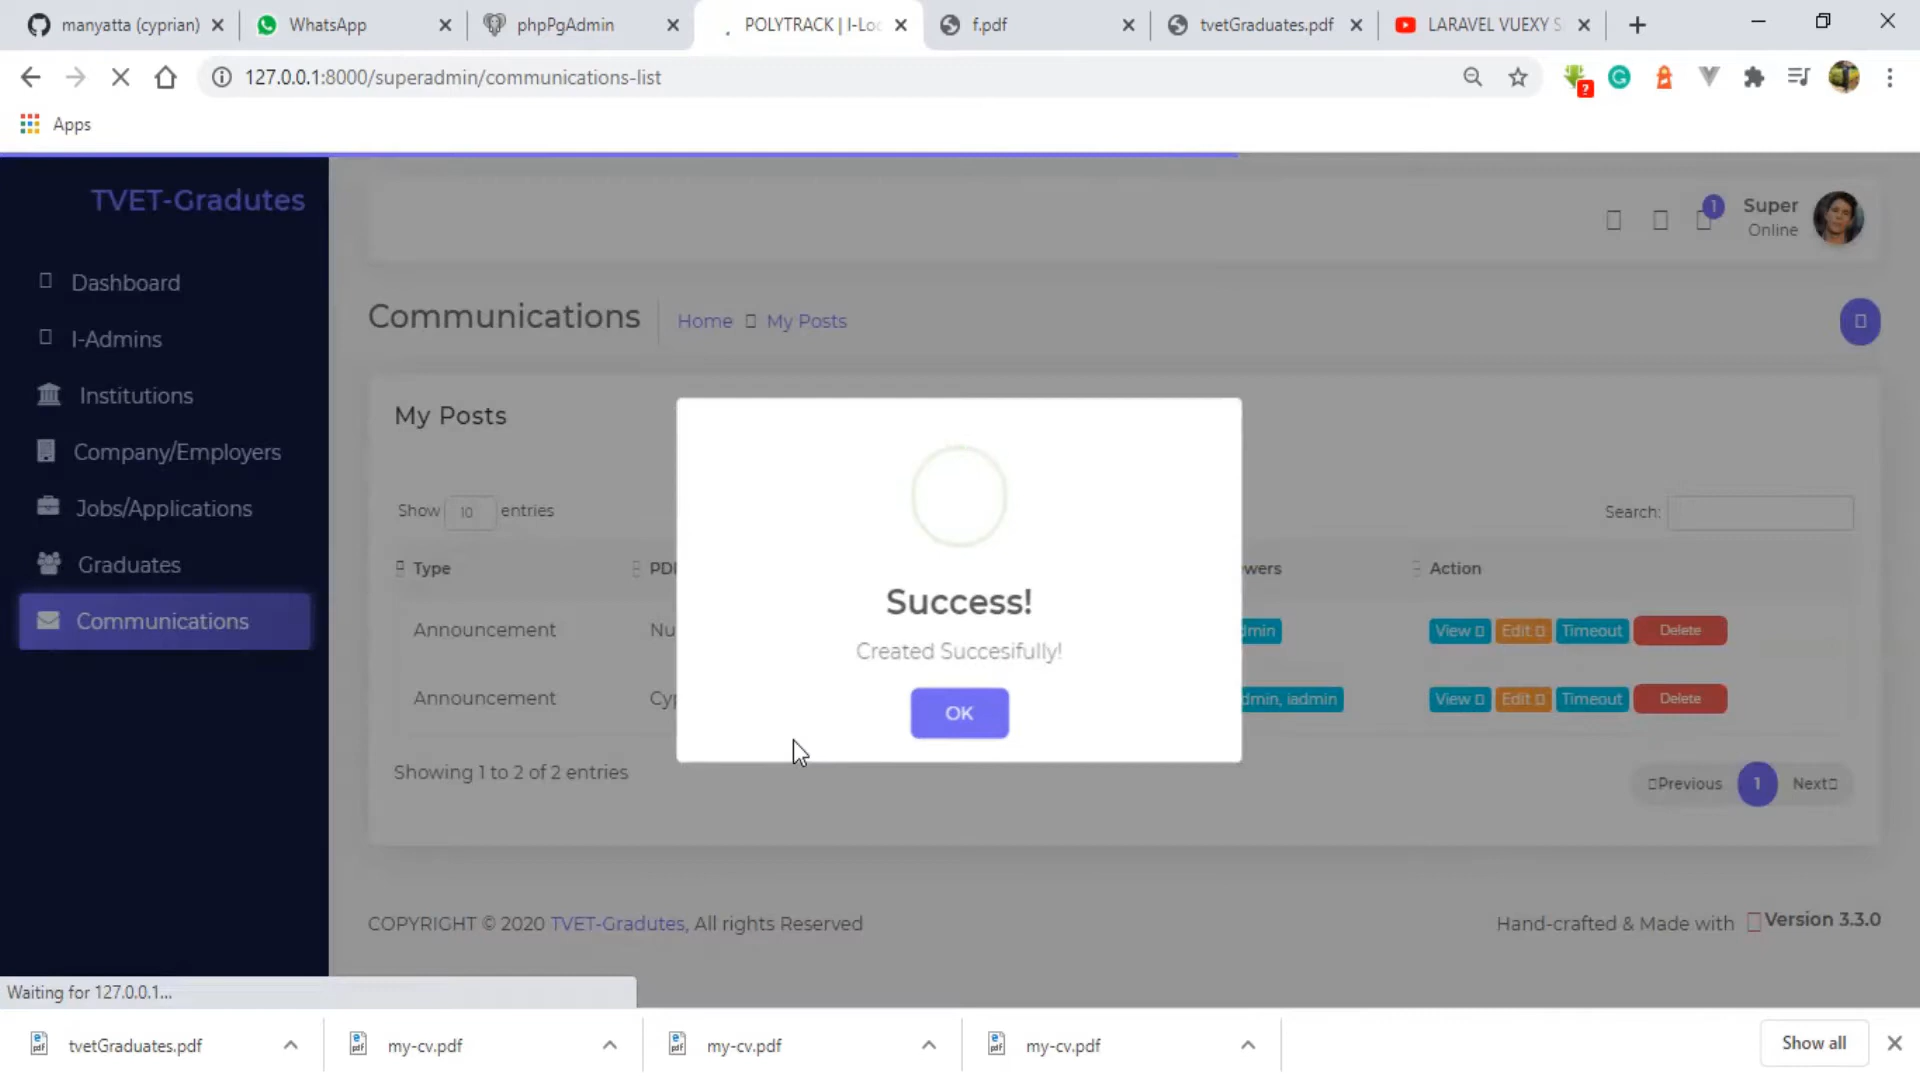 manyatta (cyprian)
WhatsApp
phpPgAdmin
POLYTRACK | I-Loc
f.pdf
tvetGraduates.pdf
LARAVEL VUEXY S
127.0.0.1:8000/superadmin/communications-list
Apps
TVET-Gradutes
Dashboard
I-Admins
Institutions
Company/Employers
Jobs/Applications
Graduates
Communications
1
Super
Online
Communications
Home My Posts
My Posts
Show 10 entries
Search:
Type
Action
Announcement
dmin
View Edit Timeout Delete
Announcement
dmin, iadmin
View Edit Timeout Delete
Showing 1 to 2 of 2 entries
Previous 1 Next
Success!
Created Succesifully!
OK
COPYRIGHT © 2020 TVET-Gradutes, All rights Reserved
Hand-crafted & Made with Version 3.3.0
Waiting for 127.0.0.1...
tvetGraduates.pdf
my-cv.pdf
my-cv.pdf
my-cv.pdf
Show all